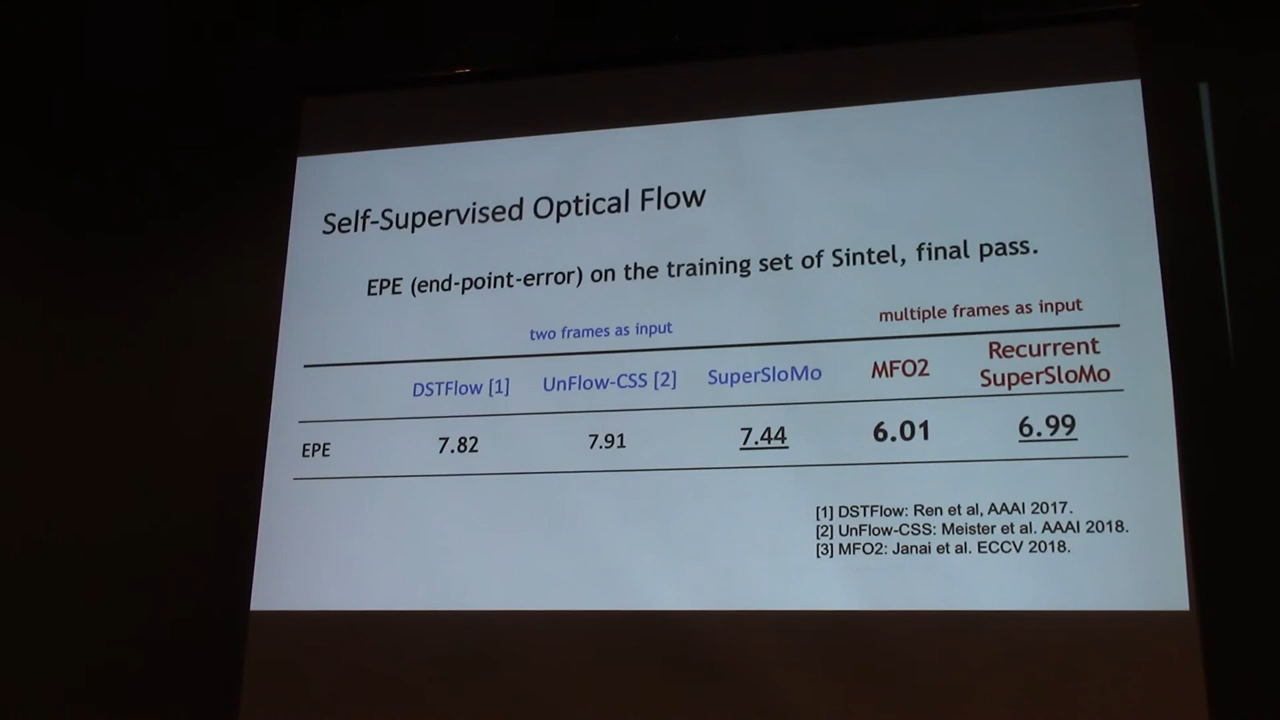 Self-Supervised Optical Flow
EPE (end-point-error) on the training set of Sintel, final pass.
two frames as input
multiple frames as input
DSTFlow [1] UnFlow-CSS [2] SuperSloMo MFO2 Recurrent SuperSloMo
EPE 7.82 7.91 7.44 6.01 6.99
[1] DSTFlow: Ren et al, AAAI 2017.
[2] UnFlow-CSS: Meister et al. AAAI 2018.
[3] MFO2: Janai et al. ECCV 2018.